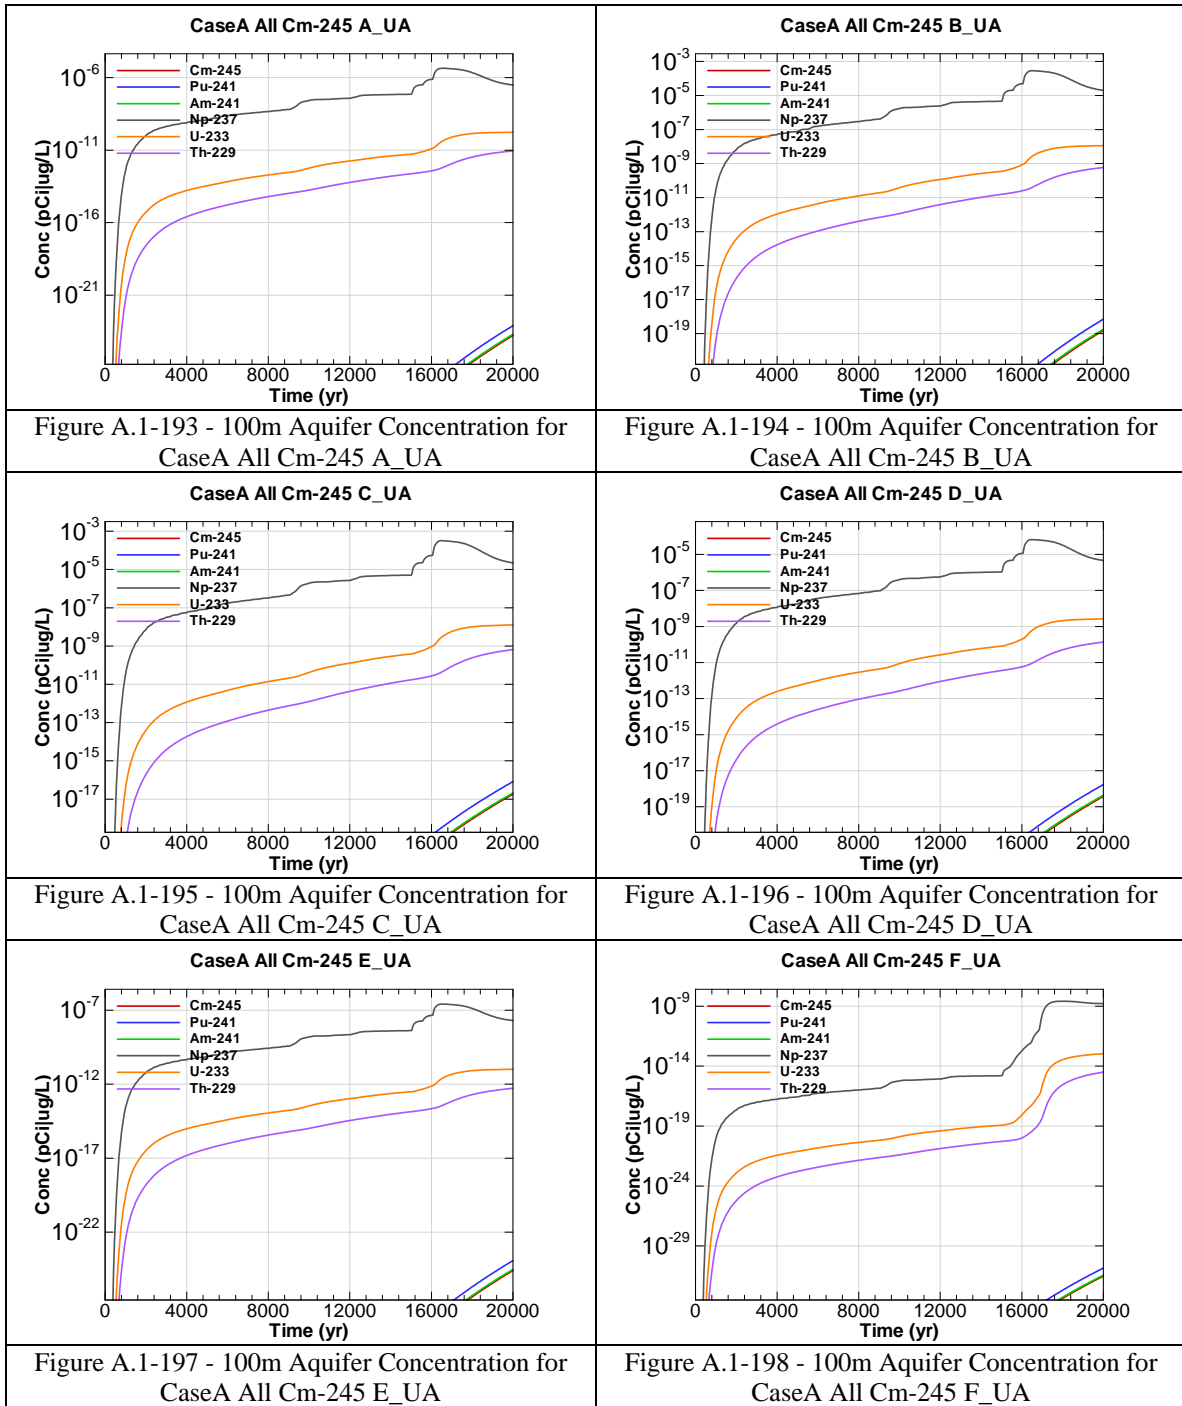 CaseA All Cm-245 A_UA
Conc (pCi|ug/L)
10-6
10-11
10-16
10-21
Cm-245
Pu-241
Am-241
Np-237
U-233
Th-229
0 4000 8000 12000 16000 20000
Time (yr)
Figure A.1-193 - 100m Aquifer Concentration for
CaseA All Cm-245 A_UA
CaseA All Cm-245 B_UA
Conc (pCi|ug/L)
10-3
10-5
10-7
10-9
10-11
10-13
10-15
10-17
10-19
Cm-245
Pu-241
Am-241
Np-237
U-233
Th-229
0 4000 8000 12000 16000 20000
Time (yr)
Figure A.1-194 - 100m Aquifer Concentration for
CaseA All Cm-245 B_UA
CaseA All Cm-245 C_UA
Conc (pCi|ug/L)
10-3
10-5
10-7
10-9
10-11
10-13
10-15
10-17
Cm-245
Pu-241
Am-241
Np-237
U-233
Th-229
0 4000 8000 12000 16000 20000
Time (yr)
Figure A.1-195 - 100m Aquifer Concentration for
CaseA All Cm-245 C_UA
CaseA All Cm-245 D_UA
Conc (pCi|ug/L)
10-5
10-7
10-9
10-11
10-13
10-15
10-17
10-19
Cm-245
Pu-241
Am-241
Np-237
U-233
Th-229
0 4000 8000 12000 16000 20000
Time (yr)
Figure A.1-196 - 100m Aquifer Concentration for
CaseA All Cm-245 D_UA
CaseA All Cm-245 E_UA
Conc (pCi|ug/L)
10-7
10-12
10-17
10-22
Cm-245
Pu-241
Am-241
Np-237
U-233
Th-229
0 4000 8000 12000 16000 20000
Time (yr)
Figure A.1-197 - 100m Aquifer Concentration for
CaseA All Cm-245 E_UA
CaseA All Cm-245 F_UA
Conc (pCi|ug/L)
10-9
10-14
10-19
10-24
10-29
Cm-245
Pu-241
Am-241
Np-237
U-233
Th-229
0 4000 8000 12000 16000 20000
Time (yr)
Figure A.1-198 - 100m Aquifer Concentration for
CaseA All Cm-245 F_UA